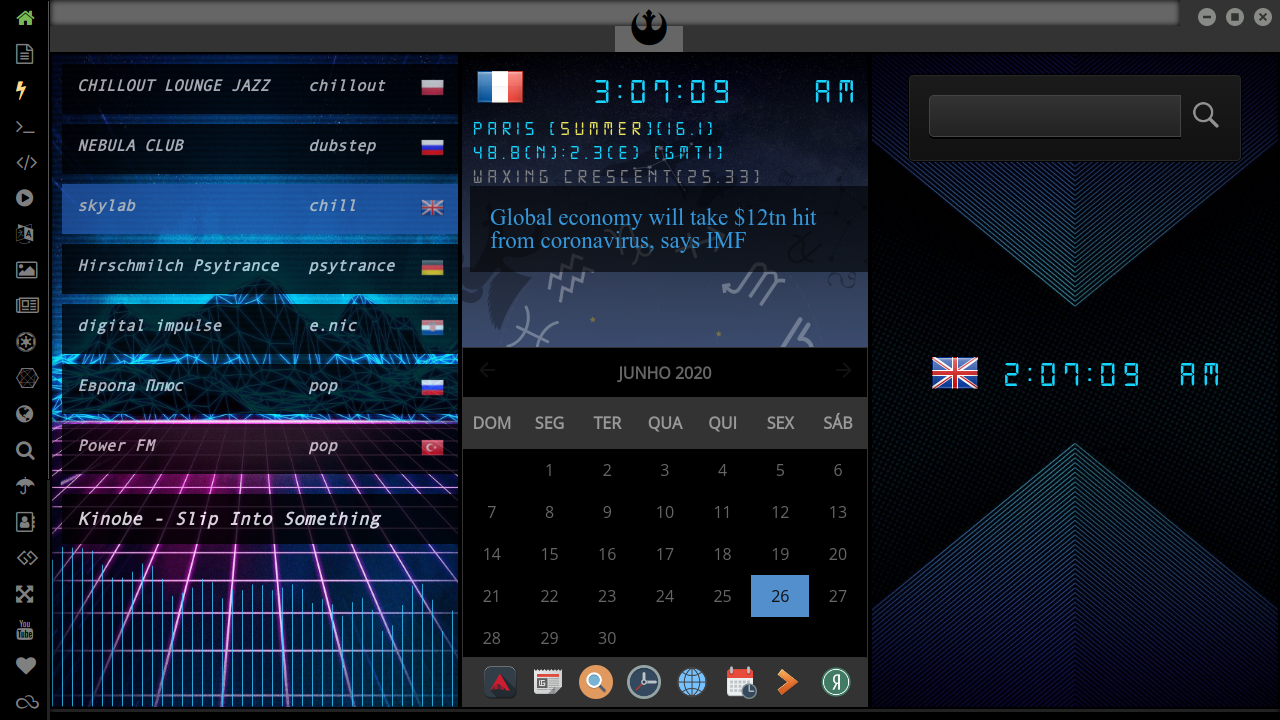 CHILLOUT LOUNGE JAZZ chillout
NEBULA CLUB dubstep
skylab chill
Hirschmilch Psytrance psytrance
digital impulse e.nic
Европа Плюс pop
Power FM pop
Kinobe - Slip Into Something
3:07:09 AM
PARIS [SUMMER][16.1]
48.8(N):2.3(E) [GMT1]
WAXING CRESCENT[25.33]
Global economy will take $12tn hit
from coronavirus, says IMF
JUNHO 2020
DOM SEG TER QUA QUI SEX SÁB
1 2 3 4 5 6
7 8 9 10 11 12 13
14 15 16 17 18 19 20
21 22 23 24 25 26 27
28 29 30
2:07:09 AM
You
Tube
Я